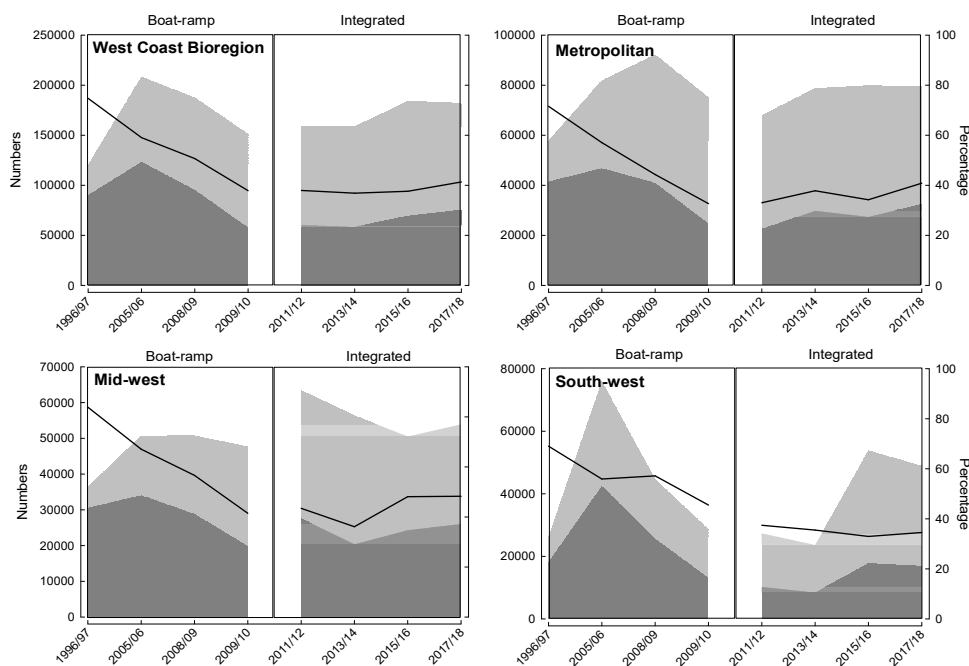 Boat-ramp Integrated
West Coast Bioregion
250000
200000
150000
100000
50000
0
Numbers
1996/97 2005/06 2008/09 2009/10 2011/12 2013/14 2015/16 2017/18
Boat-ramp Integrated
Metropolitan
100000
80000
60000
40000
20000
0
100
80
60
40
20
0
Percentage
1996/97 2005/06 2008/09 2009/10 2011/12 2013/14 2015/16 2017/18
Boat-ramp Integrated
Mid-west
70000
60000
50000
40000
30000
20000
10000
0
Numbers
1996/97 2005/06 2008/09 2009/10 2011/12 2013/14 2015/16 2017/18
Boat-ramp Integrated
South-west
80000
60000
40000
20000
0
100
80
60
40
20
0
Percentage
1996/97 2005/06 2008/09 2009/10 2011/12 2013/14 2015/16 2017/18